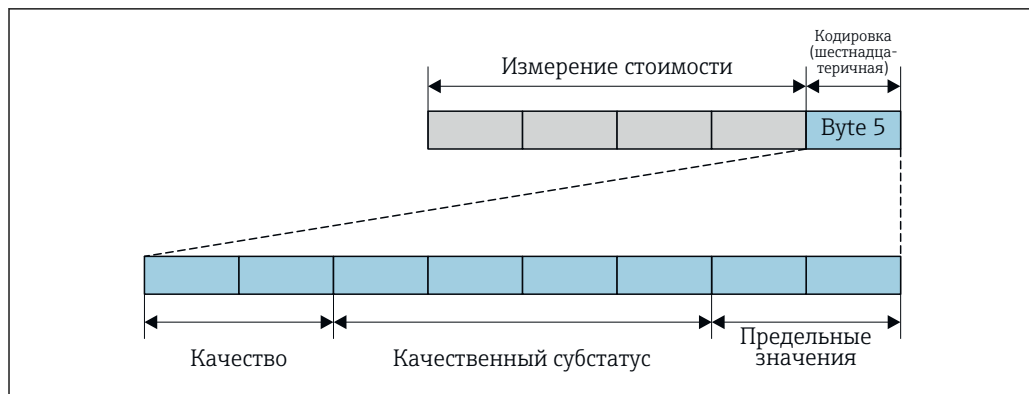 Кодировка
(шестнадца-
теричная)
Измерение стоимости
Byte 5
Качество
Качественный субстатус
Предельные
значения